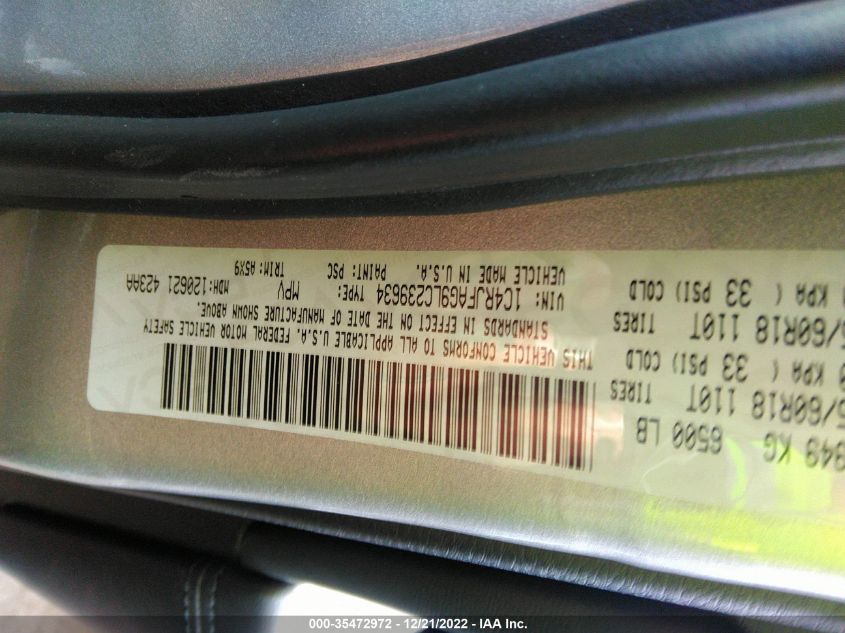 949 KG 6500 LB
5/60R18 110T TIRES
KPA ( 33 PSI) COLD
5/60R18 110T TIRES
KPA ( 33 PSI) COLD
THIS VEHICLE CONFORMS TO ALL APPLICABLE U.S.A. FEDERAL MOTOR VEHICLE SAFETY
STANDARDS IN EFFECT ON THE DATE OF MANUFACTURE SHOWN ABOVE.
VIN: 1C4RJFAG9LC239634 TYPE: MPV MDH:120621 423AA
VEHICLE MADE IN U.S.A. PAINT: PSC TRIM: A5X9
000-35472972 - 12/21/2022 - IAA Inc.